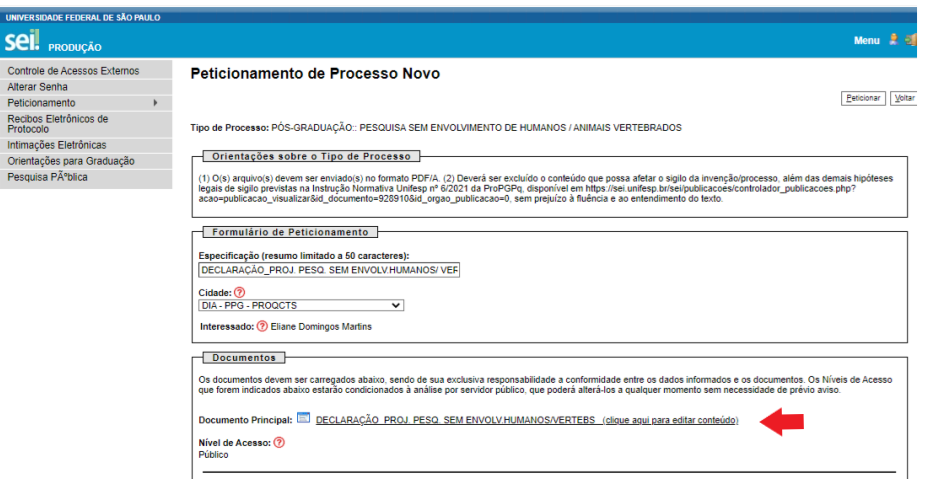 UNIVERSIDADE FEDERAL DE SÃO PAULO
sei! PRODUÇÃO
Menu
Controle de Acessos Externos
Alterar Senha
Peticionamento
Recibos Eletrônicos de
Protocolo
Intimações Eletrônicas
Orientações para Graduação
Pesquisa PÃºblica
Peticionamento de Processo Novo
Peticionar
Voltar
Tipo de Processo: PÓS-GRADUAÇÃO:: PESQUISA SEM ENVOLVIMENTO DE HUMANOS / ANIMAIS VERTEBRADOS
Orientações sobre o Tipo de Processo
(1) O(s) arquivo(s) devem ser enviado(s) no formato PDF/A. (2) Deverá ser excluído o conteúdo que possa afetar o sigilo da invenção/processo, além das demais hipóteses
legais de sigilo previstas na Instrução Normativa Unifesp nº 6/2021 da ProPGPq, disponível em https://sei.unifesp.br/sei/publicacoes/controlador_publicacoes.php?
acao=publicacao_visualizar&id_documento=928910&id_orgao_publicacao=0, sem prejuízo à fluência e ao entendimento do texto.
Formulário de Peticionamento
Especificação (resumo limitado a 50 caracteres):
DECLARAÇÃO_PROJ. PESQ. SEM ENVOLV.HUMANOS/ VER
Cidade: ?
DIA - PPG - PROQCTS
Interessado: ? Eliane Domingos Martins
Documentos
Os documentos devem ser carregados abaixo, sendo de sua exclusiva responsabilidade a conformidade entre os dados informados e os documentos. Os Níveis de Acesso
que forem indicados abaixo estarão condicionados à análise por servidor público, que poderá alterá-los a qualquer momento sem necessidade de prévio aviso.
Documento Principal: DECLARAÇÃO_PROJ. PESQ. SEM ENVOLV.HUMANOS/VERTEBS_ (clique aqui para editar conteúdo)
Nível de Acesso: ?
Público